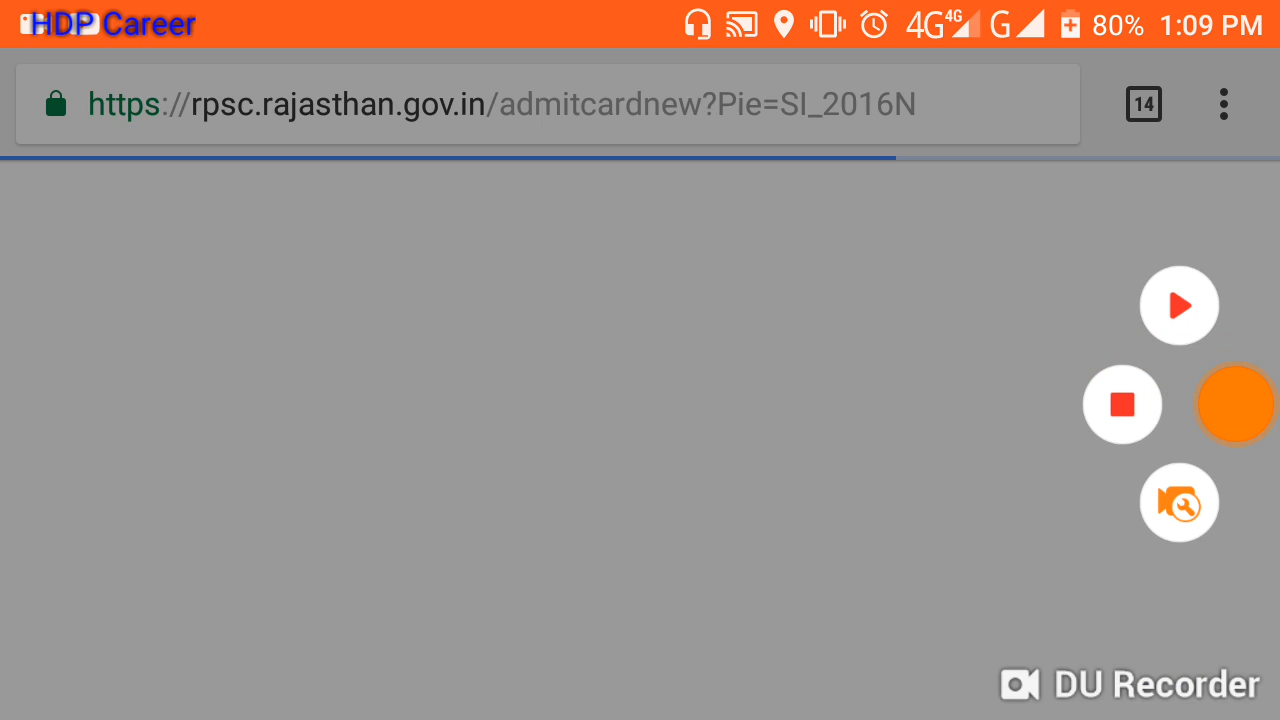 HDP Career 4G 4G G 80% 1:09 PM
https://rpsc.rajasthan.gov.in/admitcardnew?Pie=SI_2016N 14
DU Recorder